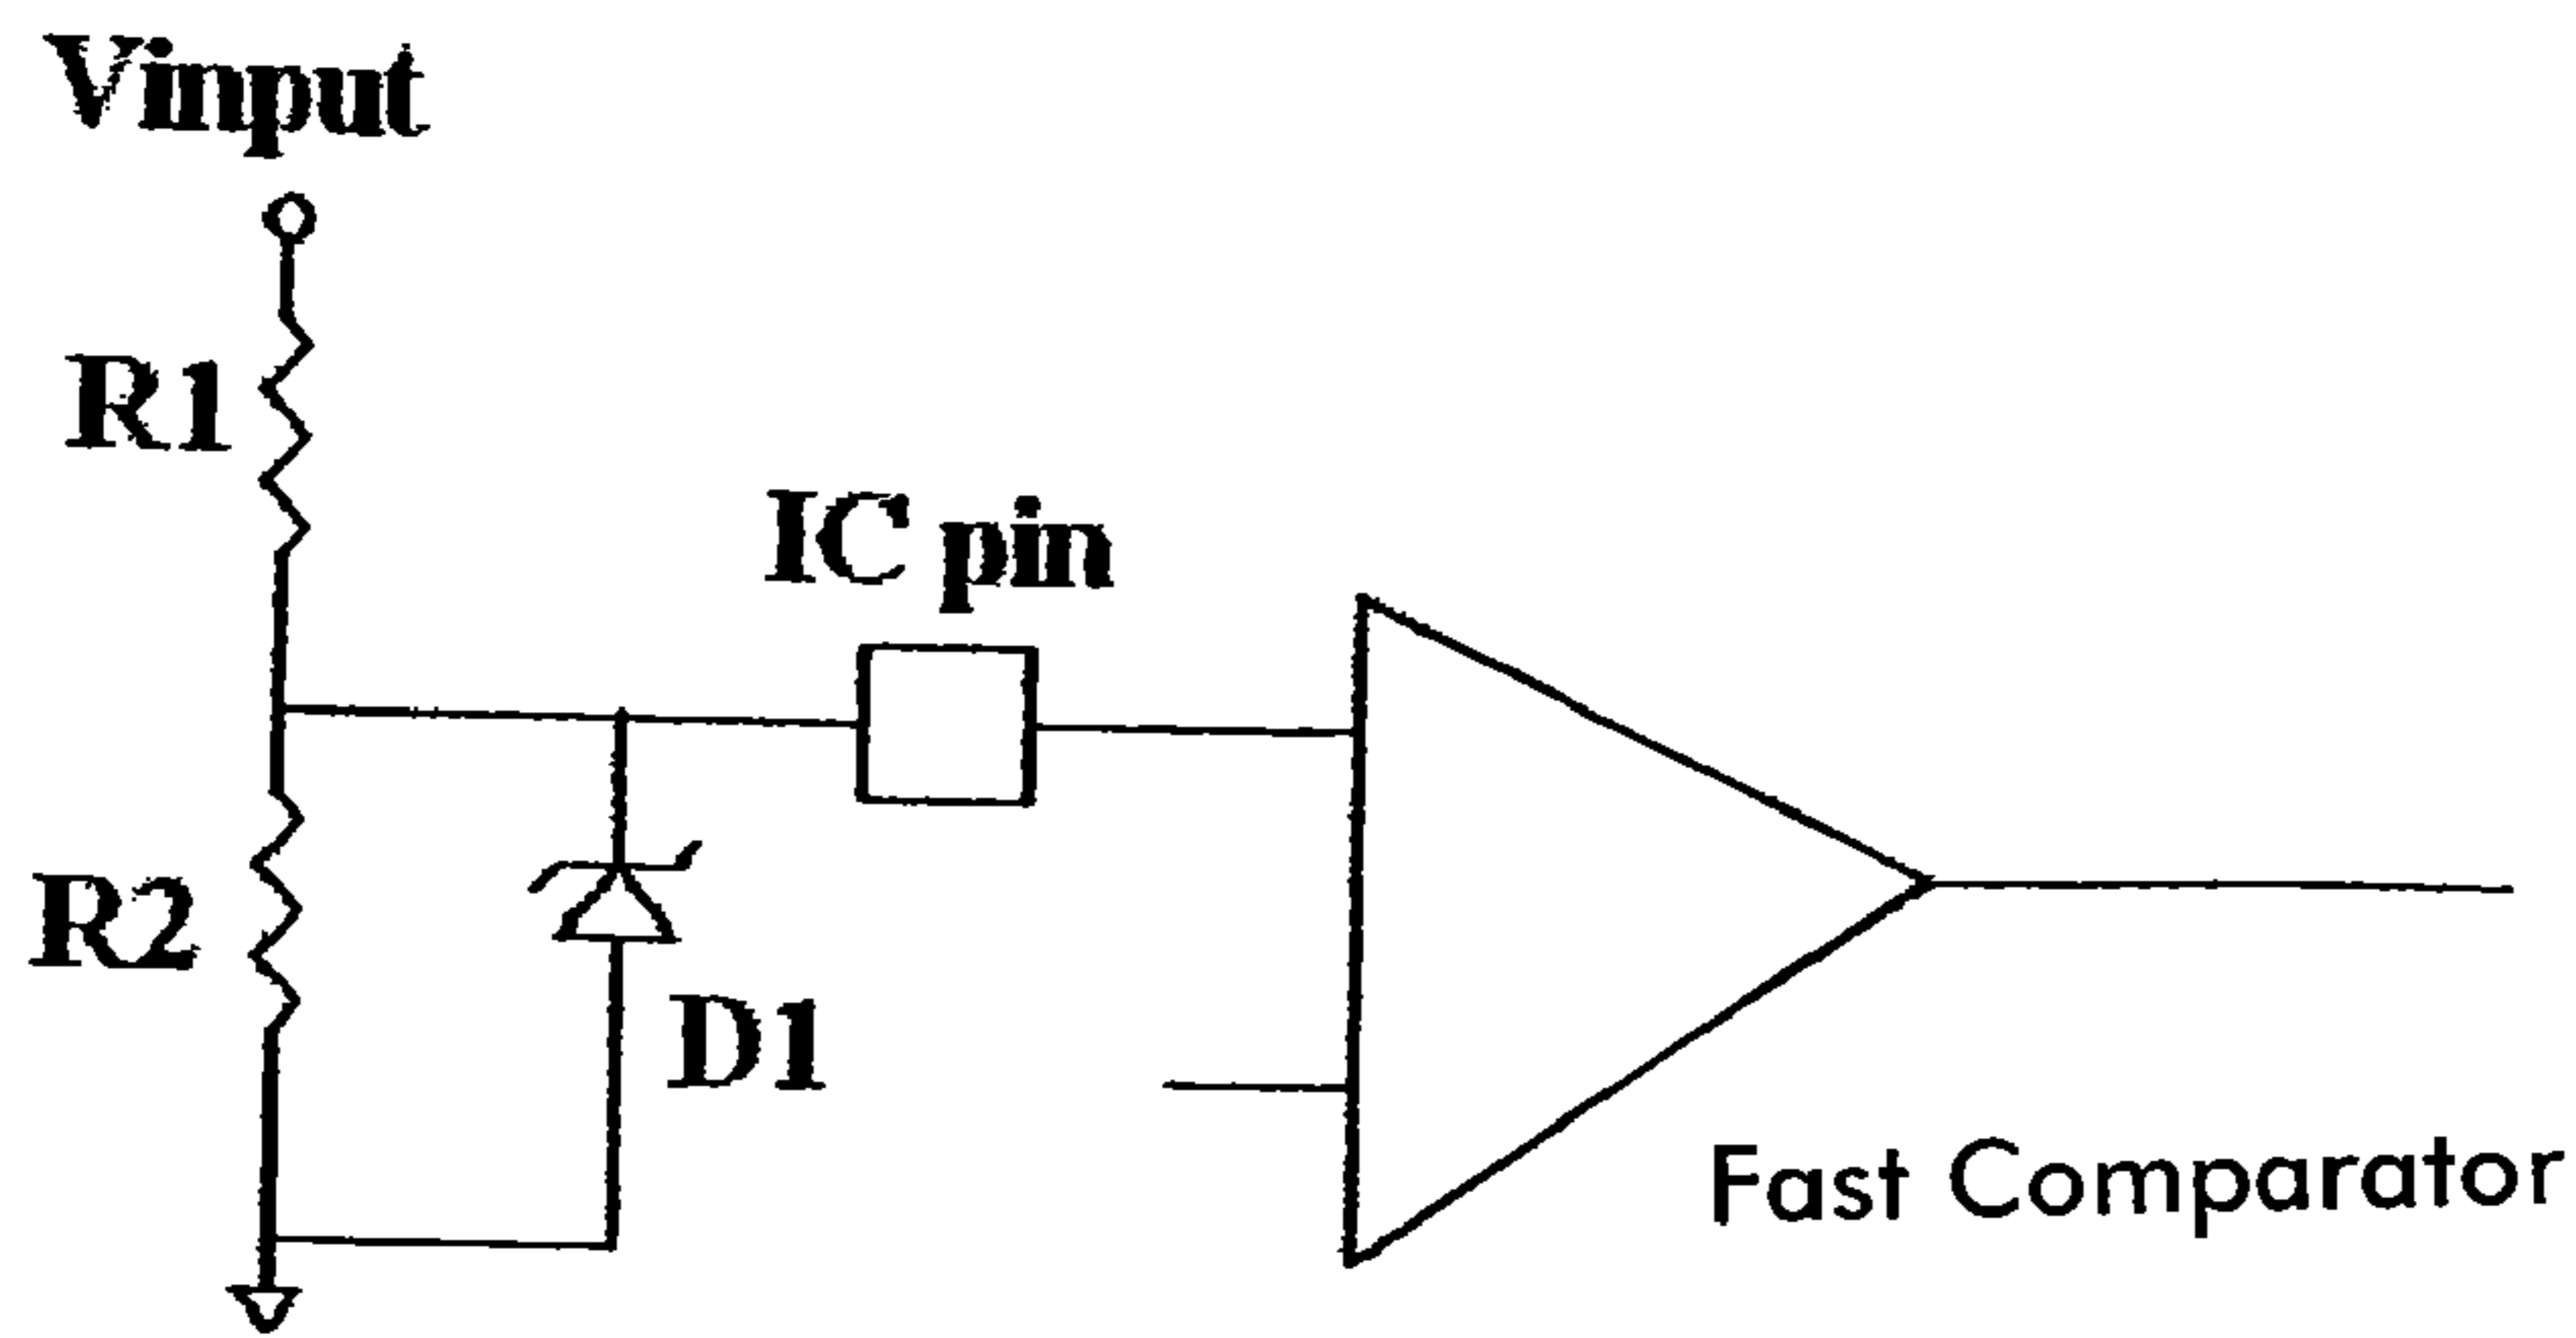 Vinput
R1
IC pin
R2
D1
Fast Comparator